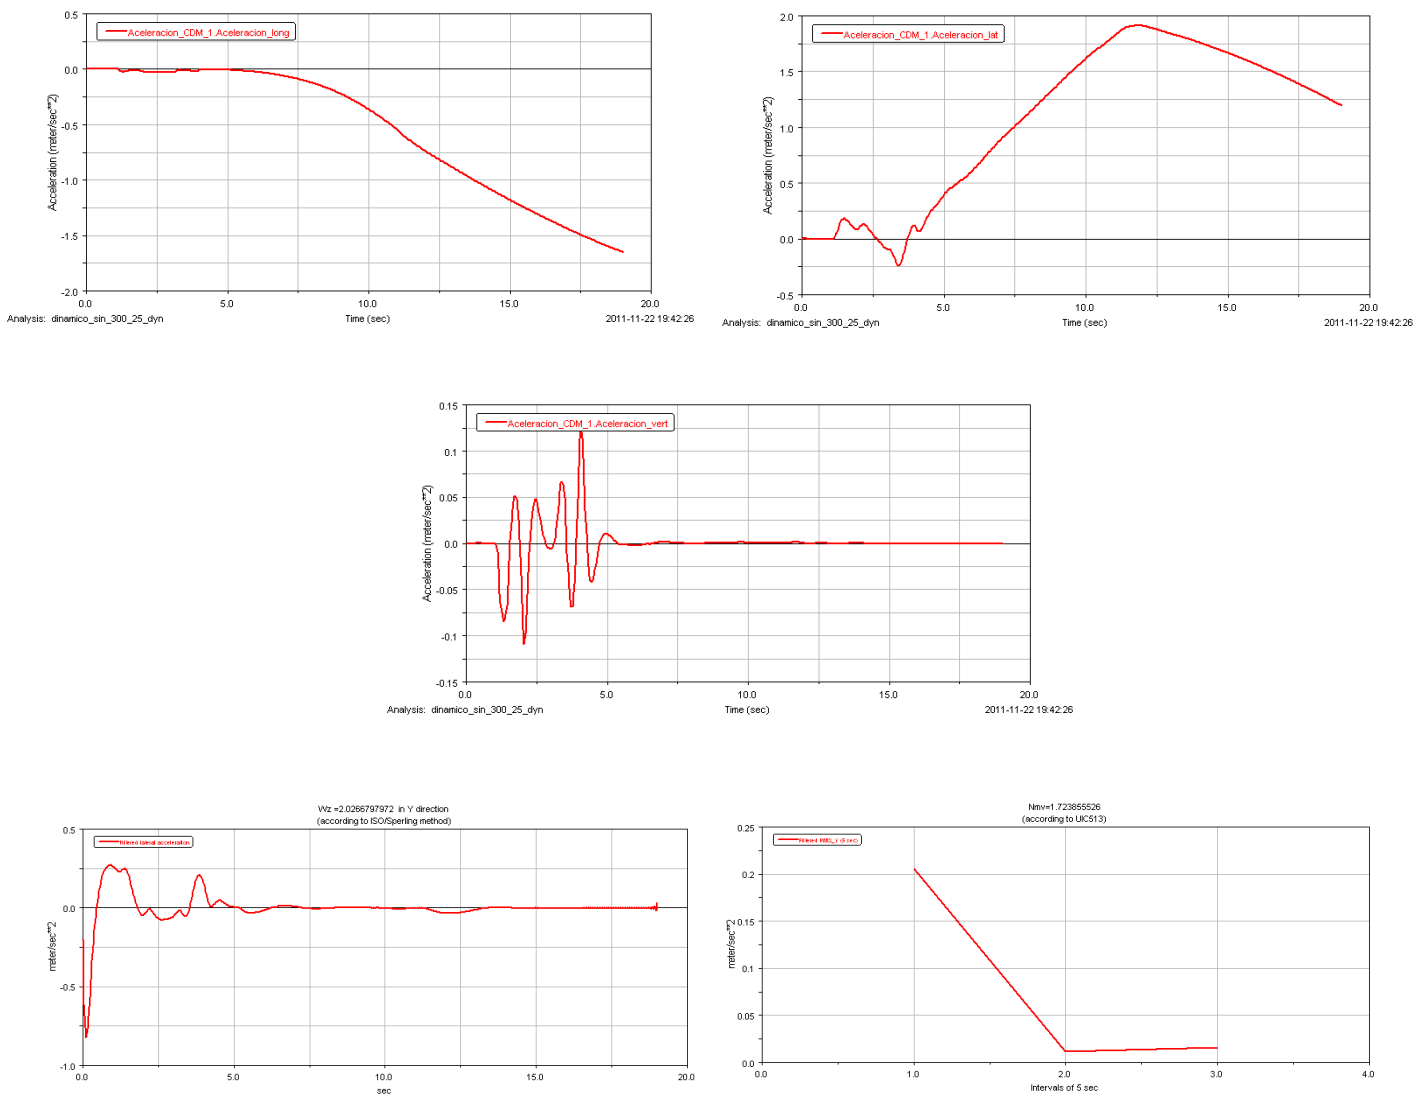 Aceleracion_CDM_1.Aceleracion_long
Acceleration (meter/sec**2)
0.5
0.0
-0.5
-1.0
-1.5
-2.0
0.0 5.0 10.0 15.0 20.0
Analysis: dinamico_sin_300_25_dyn Time (sec) 2011-11-22 19:42:26
Aceleracion_CDM_1.Aceleracion_lat
Acceleration (meter/sec**2)
2.0
1.5
1.0
0.5
0.0
-0.5
0.0 5.0 10.0 15.0 20.0
Analysis: dinamico_sin_300_25_dyn Time (sec) 2011-11-22 19:42:26
Aceleracion_CDM_1.Aceleracion_vert
Acceleration (meter/sec**2)
0.15
0.1
0.05
0.0
-0.05
-0.1
-0.15
0.0 5.0 10.0 15.0 20.0
Analysis: dinamico_sin_300_25_dyn Time (sec) 2011-11-22 19:42:26
Wz =2.0266797972 in Y direction
(according to ISO/Sperling method)
Filtered lateral acceleration
meter/sec**2
0.5
0.0
-0.5
-1.0
0.0 5.0 10.0 15.0 20.0
sec
Nmv=1.723855526
(according to UIC513)
Filtered RMS_Y (5 sec)
meter/sec**2
0.25
0.2
0.15
0.1
0.05
0.0
0.0 1.0 2.0 3.0 4.0
Intervals of 5 sec